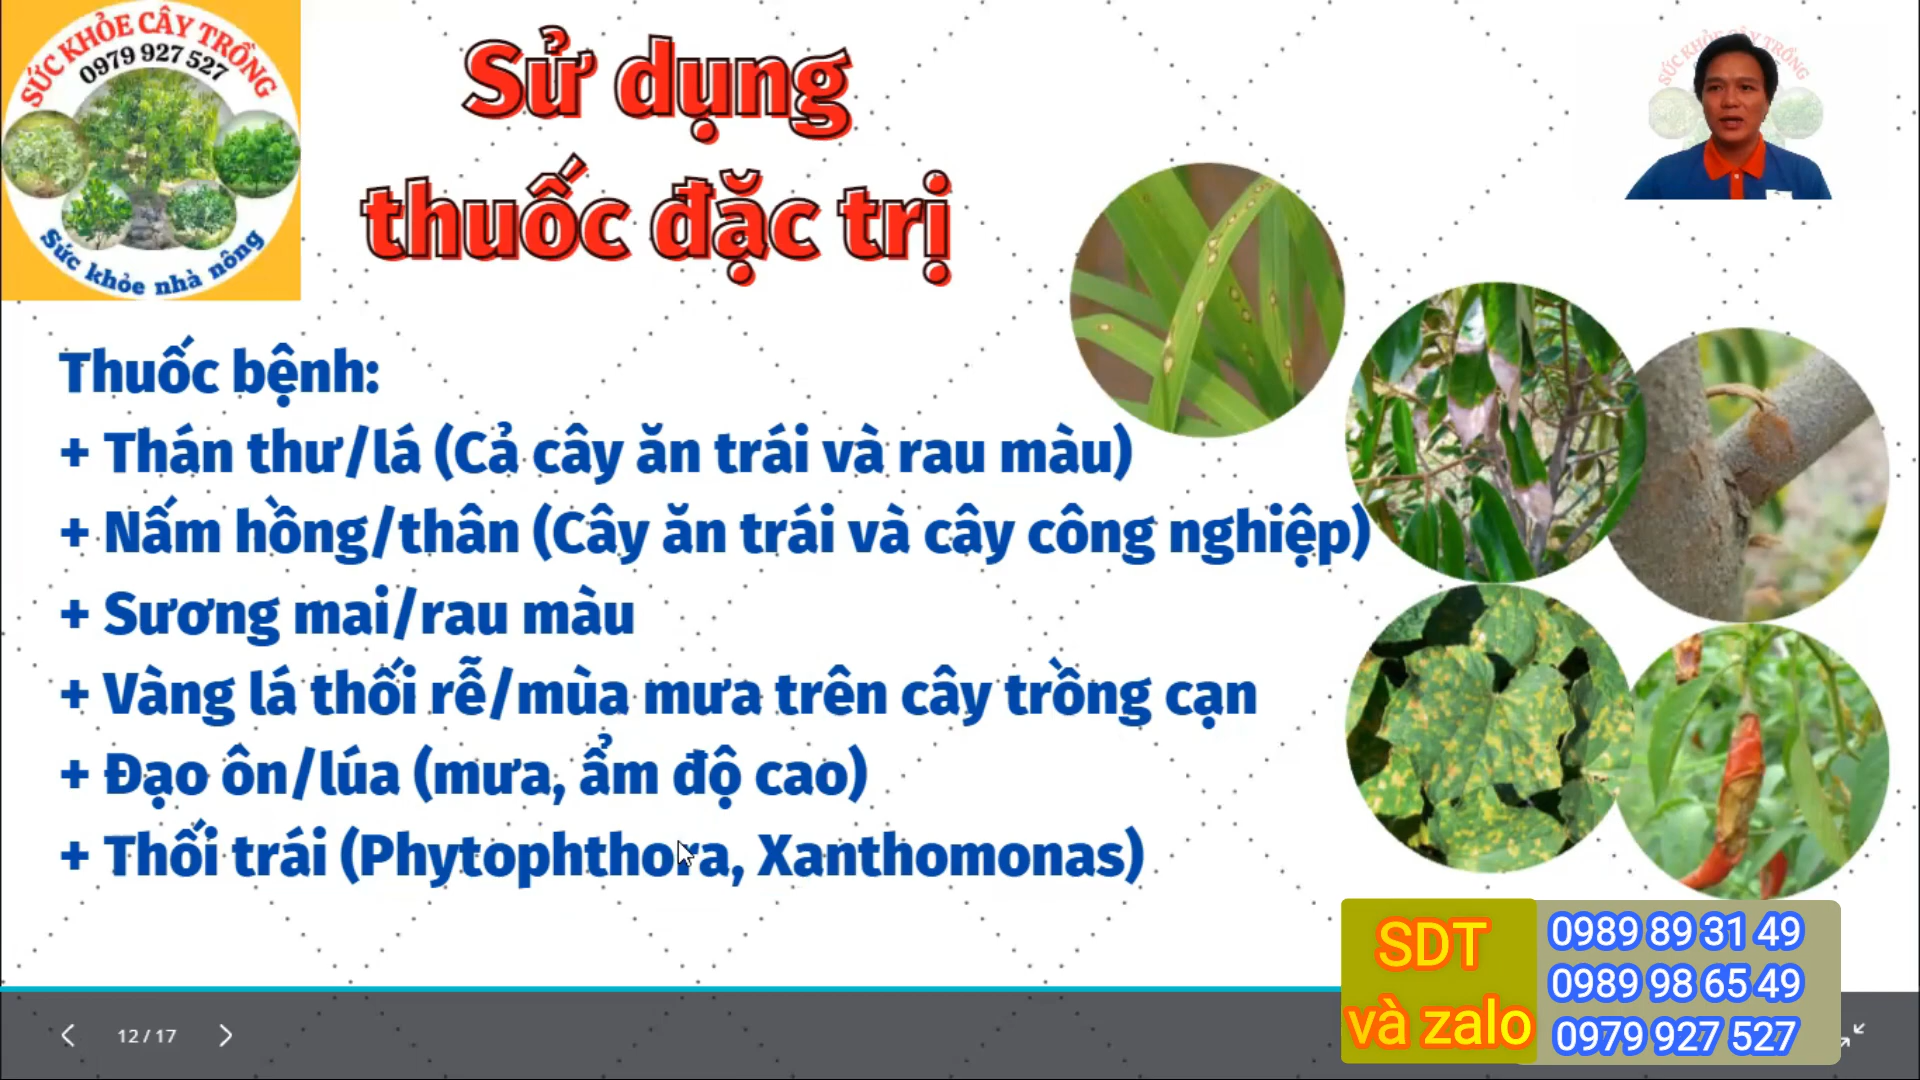 SỨC KHỎE CÂY TRỒNG
0979 927 527
Sức khỏe nhà nông
Sử dụng
thuốc đặc trị
SỨC KHỎE CÂY TRỒNG
Thuốc bệnh:
+ Thán thư/lá (Cả cây ăn trái và rau màu)
+ Nấm hồng/thân (Cây ăn trái và cây công nghiệp)
+ Sương mai/rau màu
+ Vàng lá thối rễ/mùa mưa trên cây trồng cạn
+ Đạo ôn/lúa (mưa, ẩm độ cao)
+ Thối trái (Phytophthora, Xanthomonas)
SDT
và zalo
0989 89 31 49
0989 98 65 49
0979 927 527
12 / 17